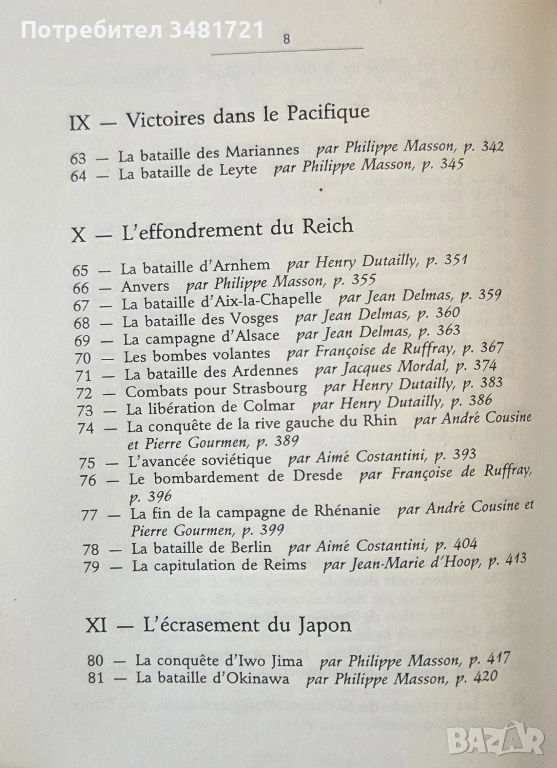 Потребител 3481721
8
IX — Victoires dans le Pacifique
63 — La bataille des Mariannes par Philippe Masson, p. 342
64 — La bataille de Leyte par Philippe Masson, p. 345
X — L'effondrement du Reich
65 — La bataille d'Arnhem par Henry Dutailly, p. 351
66 — Anvers par Philippe Masson, p. 355
67 — La bataille d'Aix-la-Chapelle par Jean Delmas, p. 359
68 — La bataille des Vosges par Jean Delmas, p. 360
69 — La campagne d'Alsace par Jean Delmas, p. 363
70 — Les bombes volantes par Françoise de Ruffray, p. 367
71 — La bataille des Ardennes par Jacques Mordal, p. 374
72 — Combats pour Strasbourg par Henry Dutailly, p. 383
73 — La libération de Colmar par Henry Dutailly, p. 386
74 — La conquête de la rive gauche du Rhin par André Cousine
et Pierre Gourmen, p. 389
75 — L'avancée soviétique par Aimé Costantini, p. 393
76 — Le bombardement de Dresde par Françoise de Ruffray,
p. 396
77 — La fin de la campagne de Rhénanie par André Cousine et
Pierre Gourmen, p. 399
78 — La bataille de Berlin par Aimé Costantini, p. 404
79 — La capitulation de Reims par Jean-Marie d'Hoop, p. 413
XI — L'écrasement du Japon
80 — La conquête d'Iwo Jima par Philippe Masson, p. 417
81 — La bataille d'Okinawa par Philippe Masson, p. 420
BAZAR